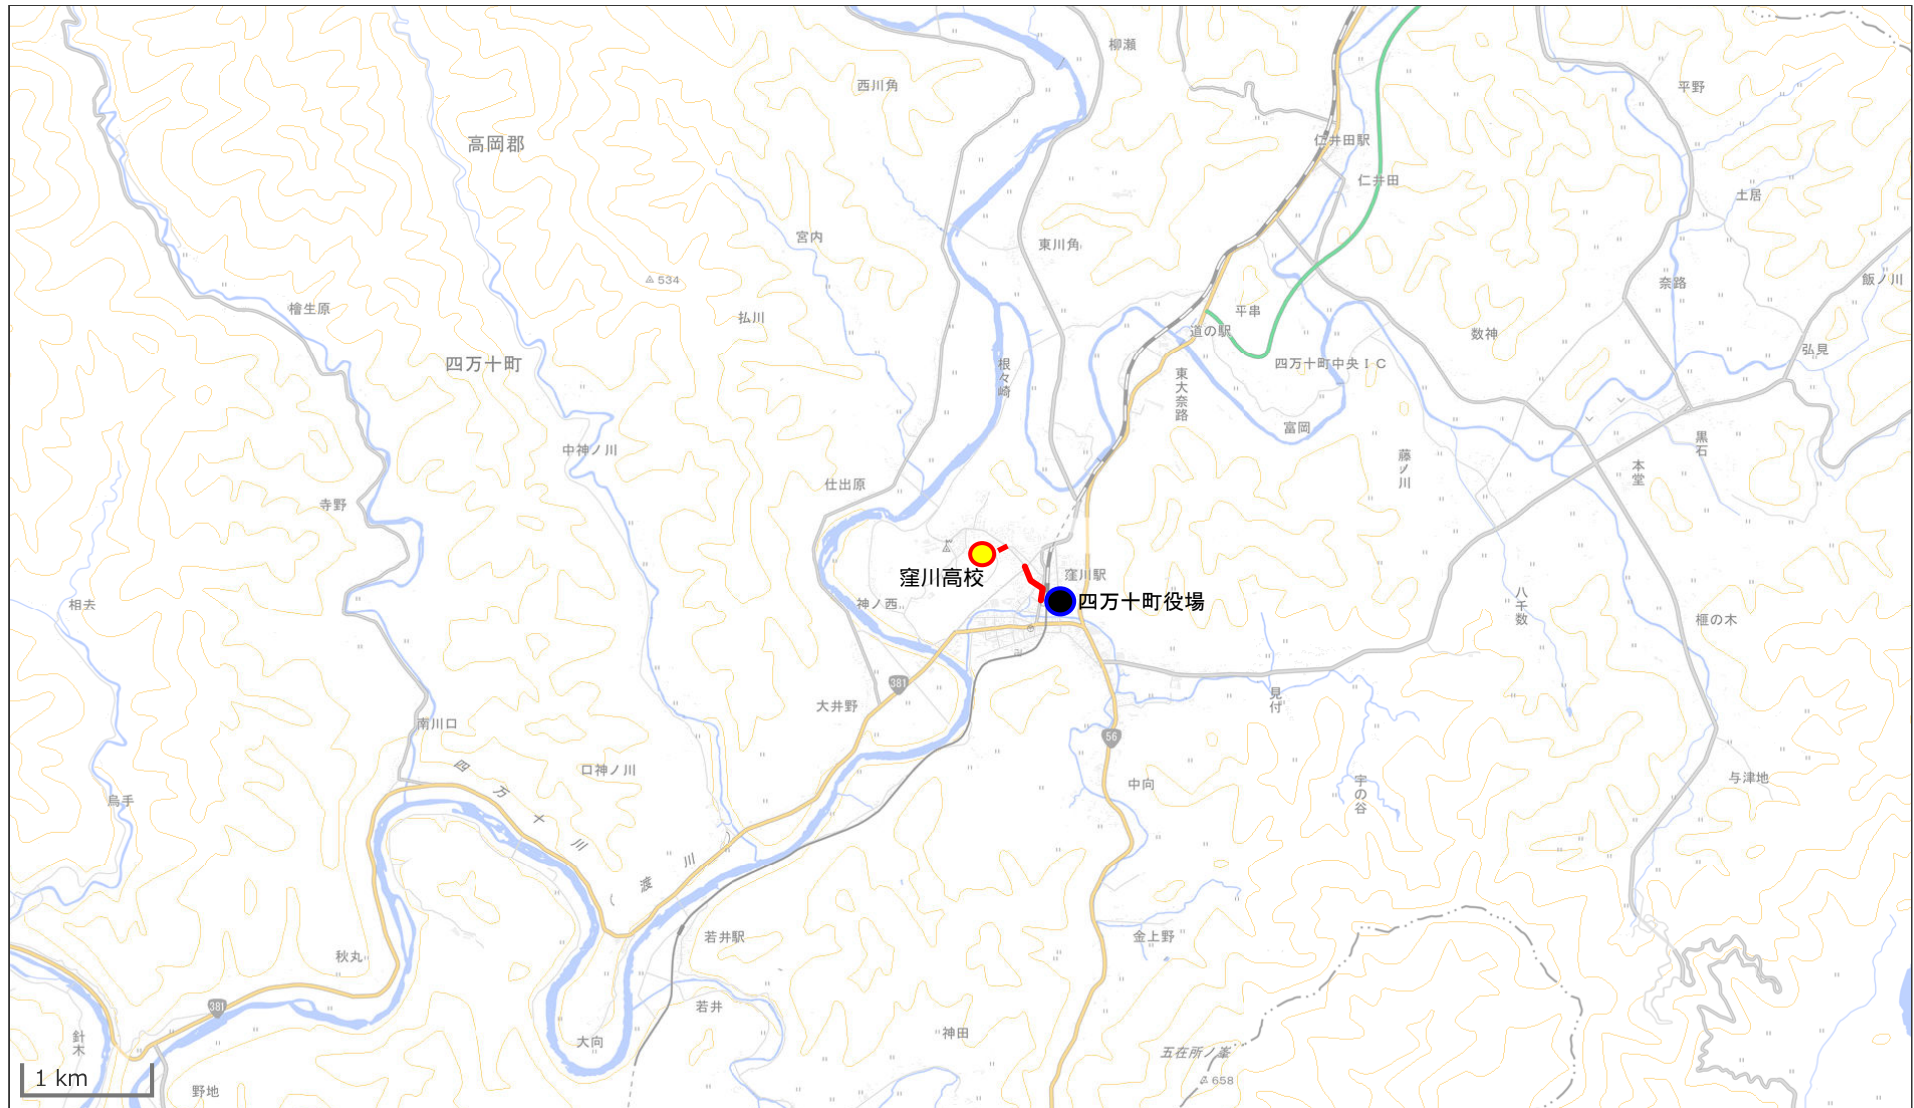 柳瀬
西川角
平野
高岡郡
仁井田駅
仁井田
土居
宮内
東川角
534
奈路
飯ノ川
檜生原
払川
平串
道の駅
数神
弘見
四万十町
根々崎
四万十町中央IC
東大奈路
富岡
中神ノ川
藤ノ川
黒石
本堂
仕出原
寺野
窪川高校
窪川駅
四万十町役場
相去
神ノ西
八千数
榧の木
381
見付
大井野
南川口
56
四万十川
口神ノ川
中向
宇の谷
与津地
烏手
(渡川)
若井駅
金上野
秋丸
381
若井
針木
大向
神田
五在所ノ峯
658
1 km
野地